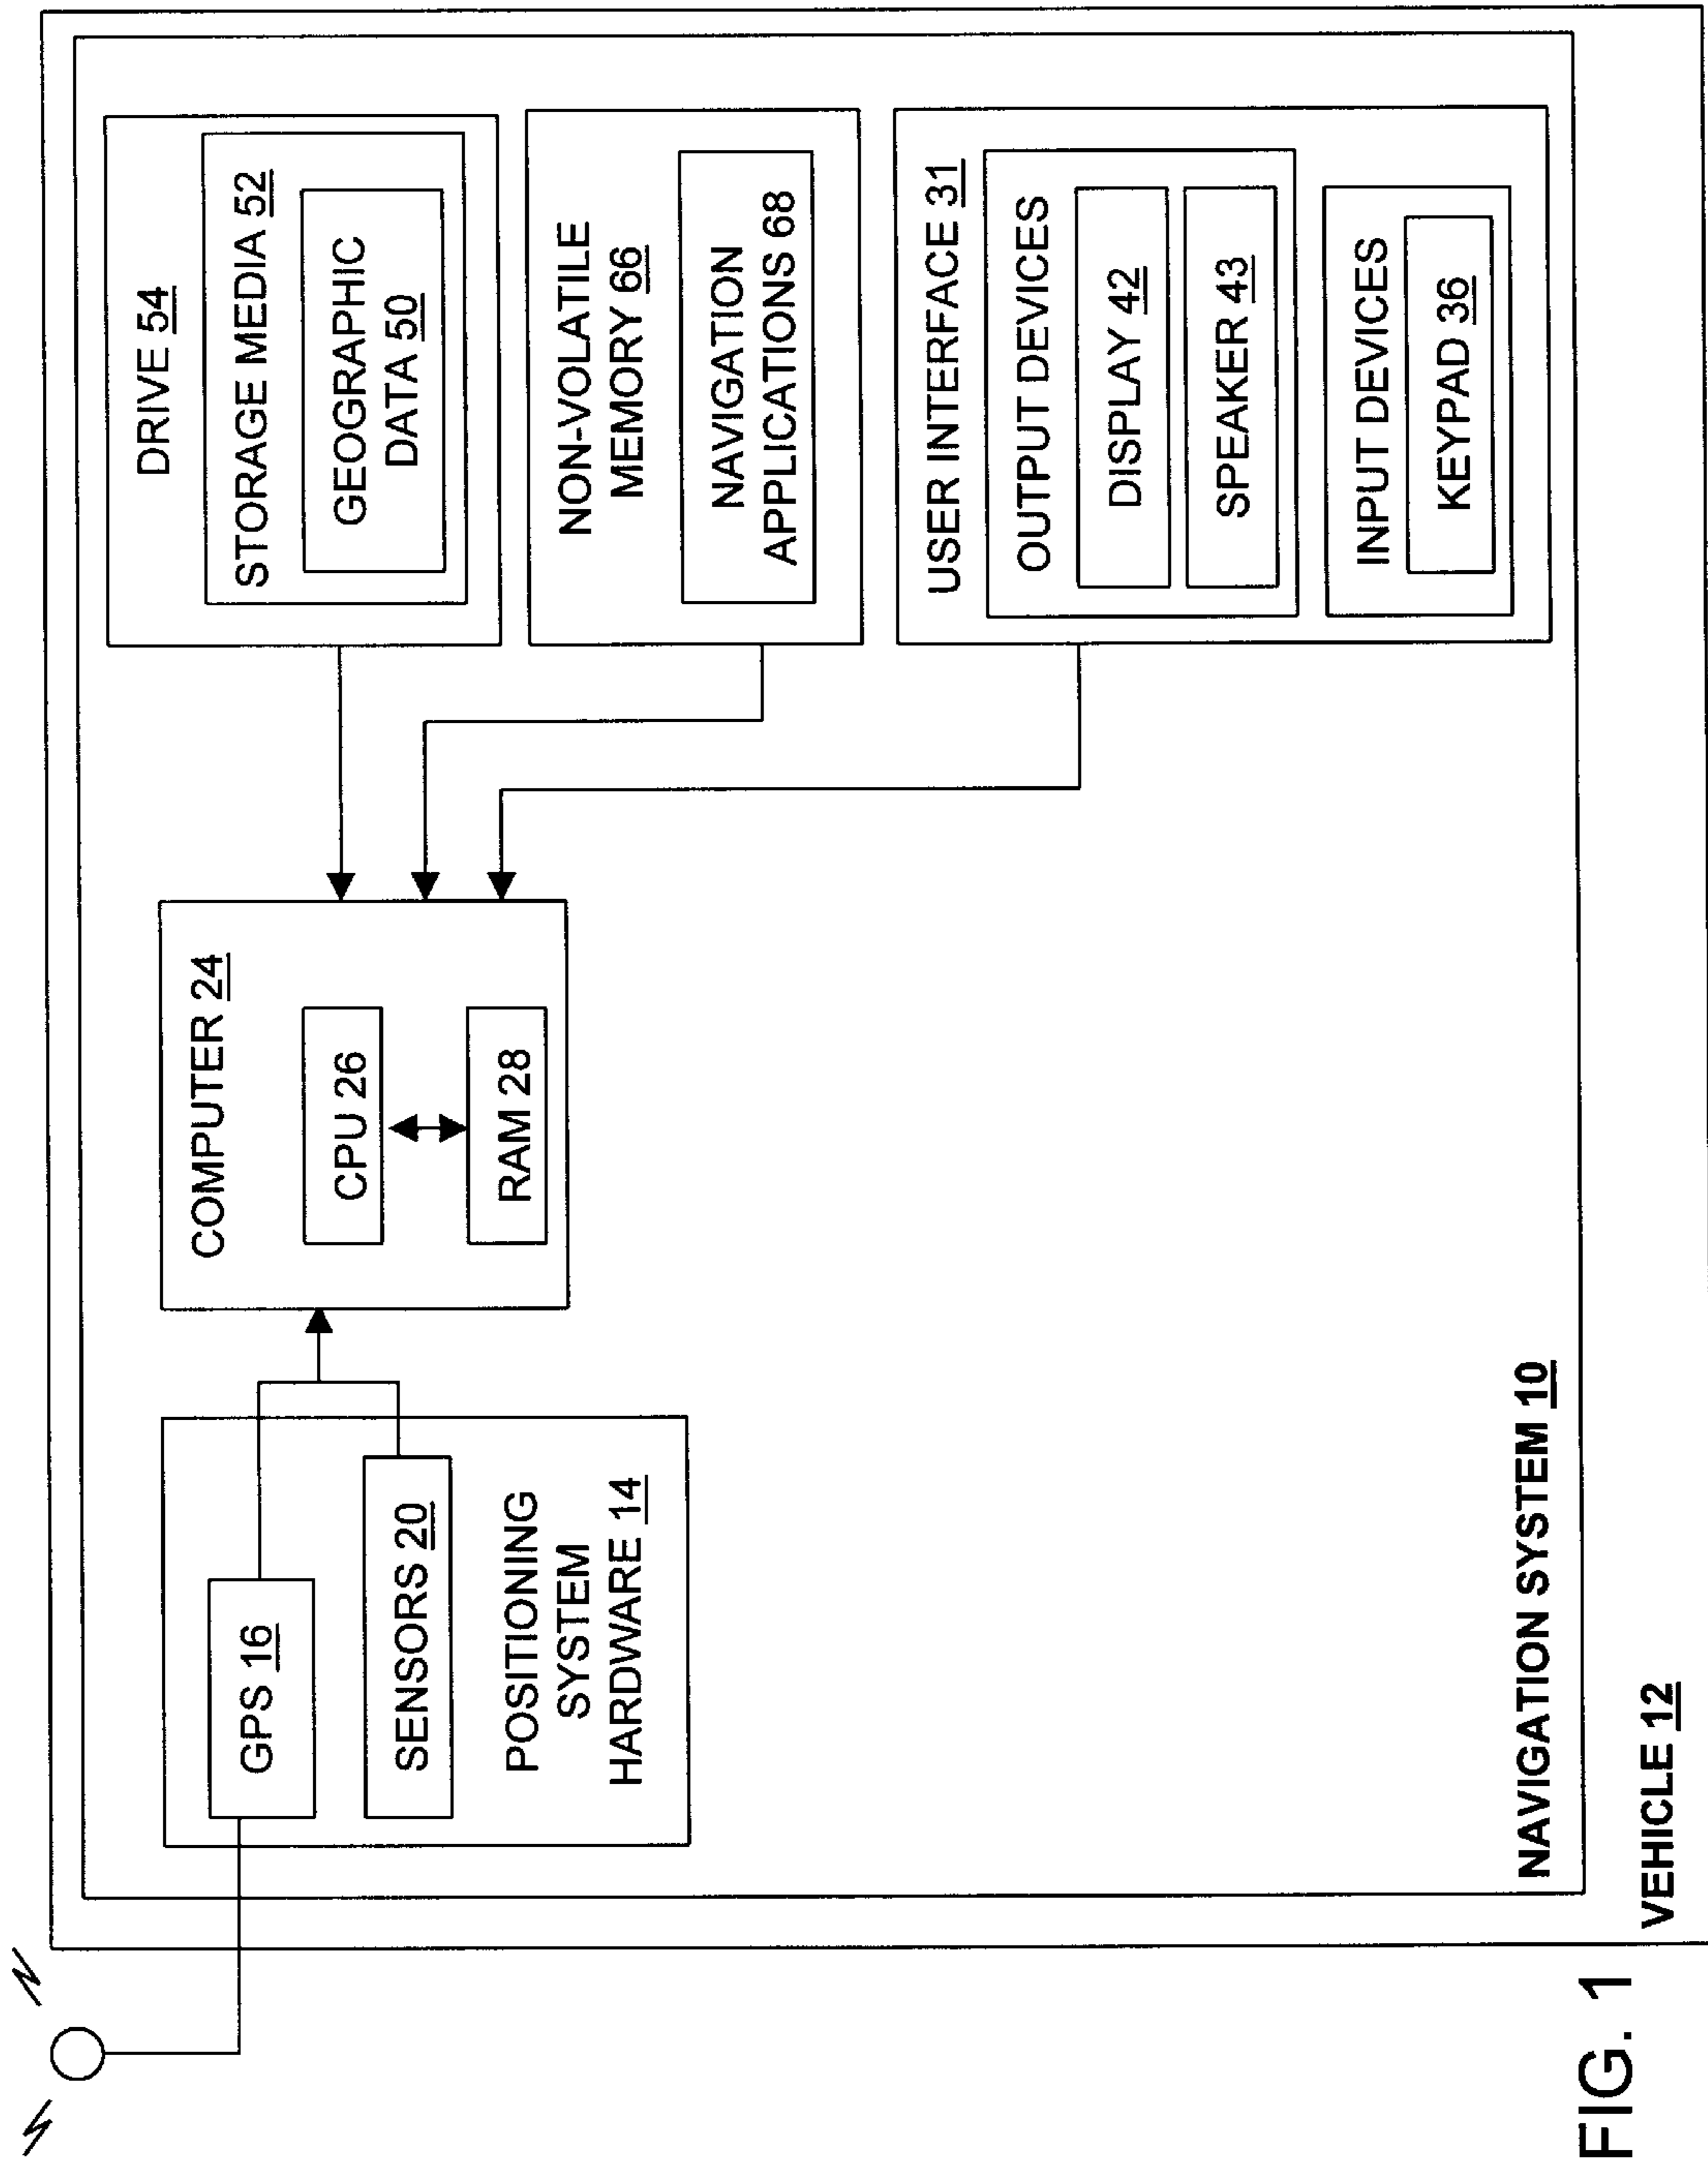 GPS 16
SENSORS 20
POSITIONING
SYSTEM
HARDWARE 14
COMPUTER 24
CPU 26
RAM 28
DRIVE 54
STORAGE MEDIA 52
GEOGRAPHIC
DATA 50
NON-VOLATILE
MEMORY 66
NAVIGATION
APPLICATIONS 68
USER INTERFACE 31
OUTPUT DEVICES
DISPLAY 42
SPEAKER 43
INPUT DEVICES
KEYPAD 36
NAVIGATION SYSTEM 10
VEHICLE 12
FIG. 1